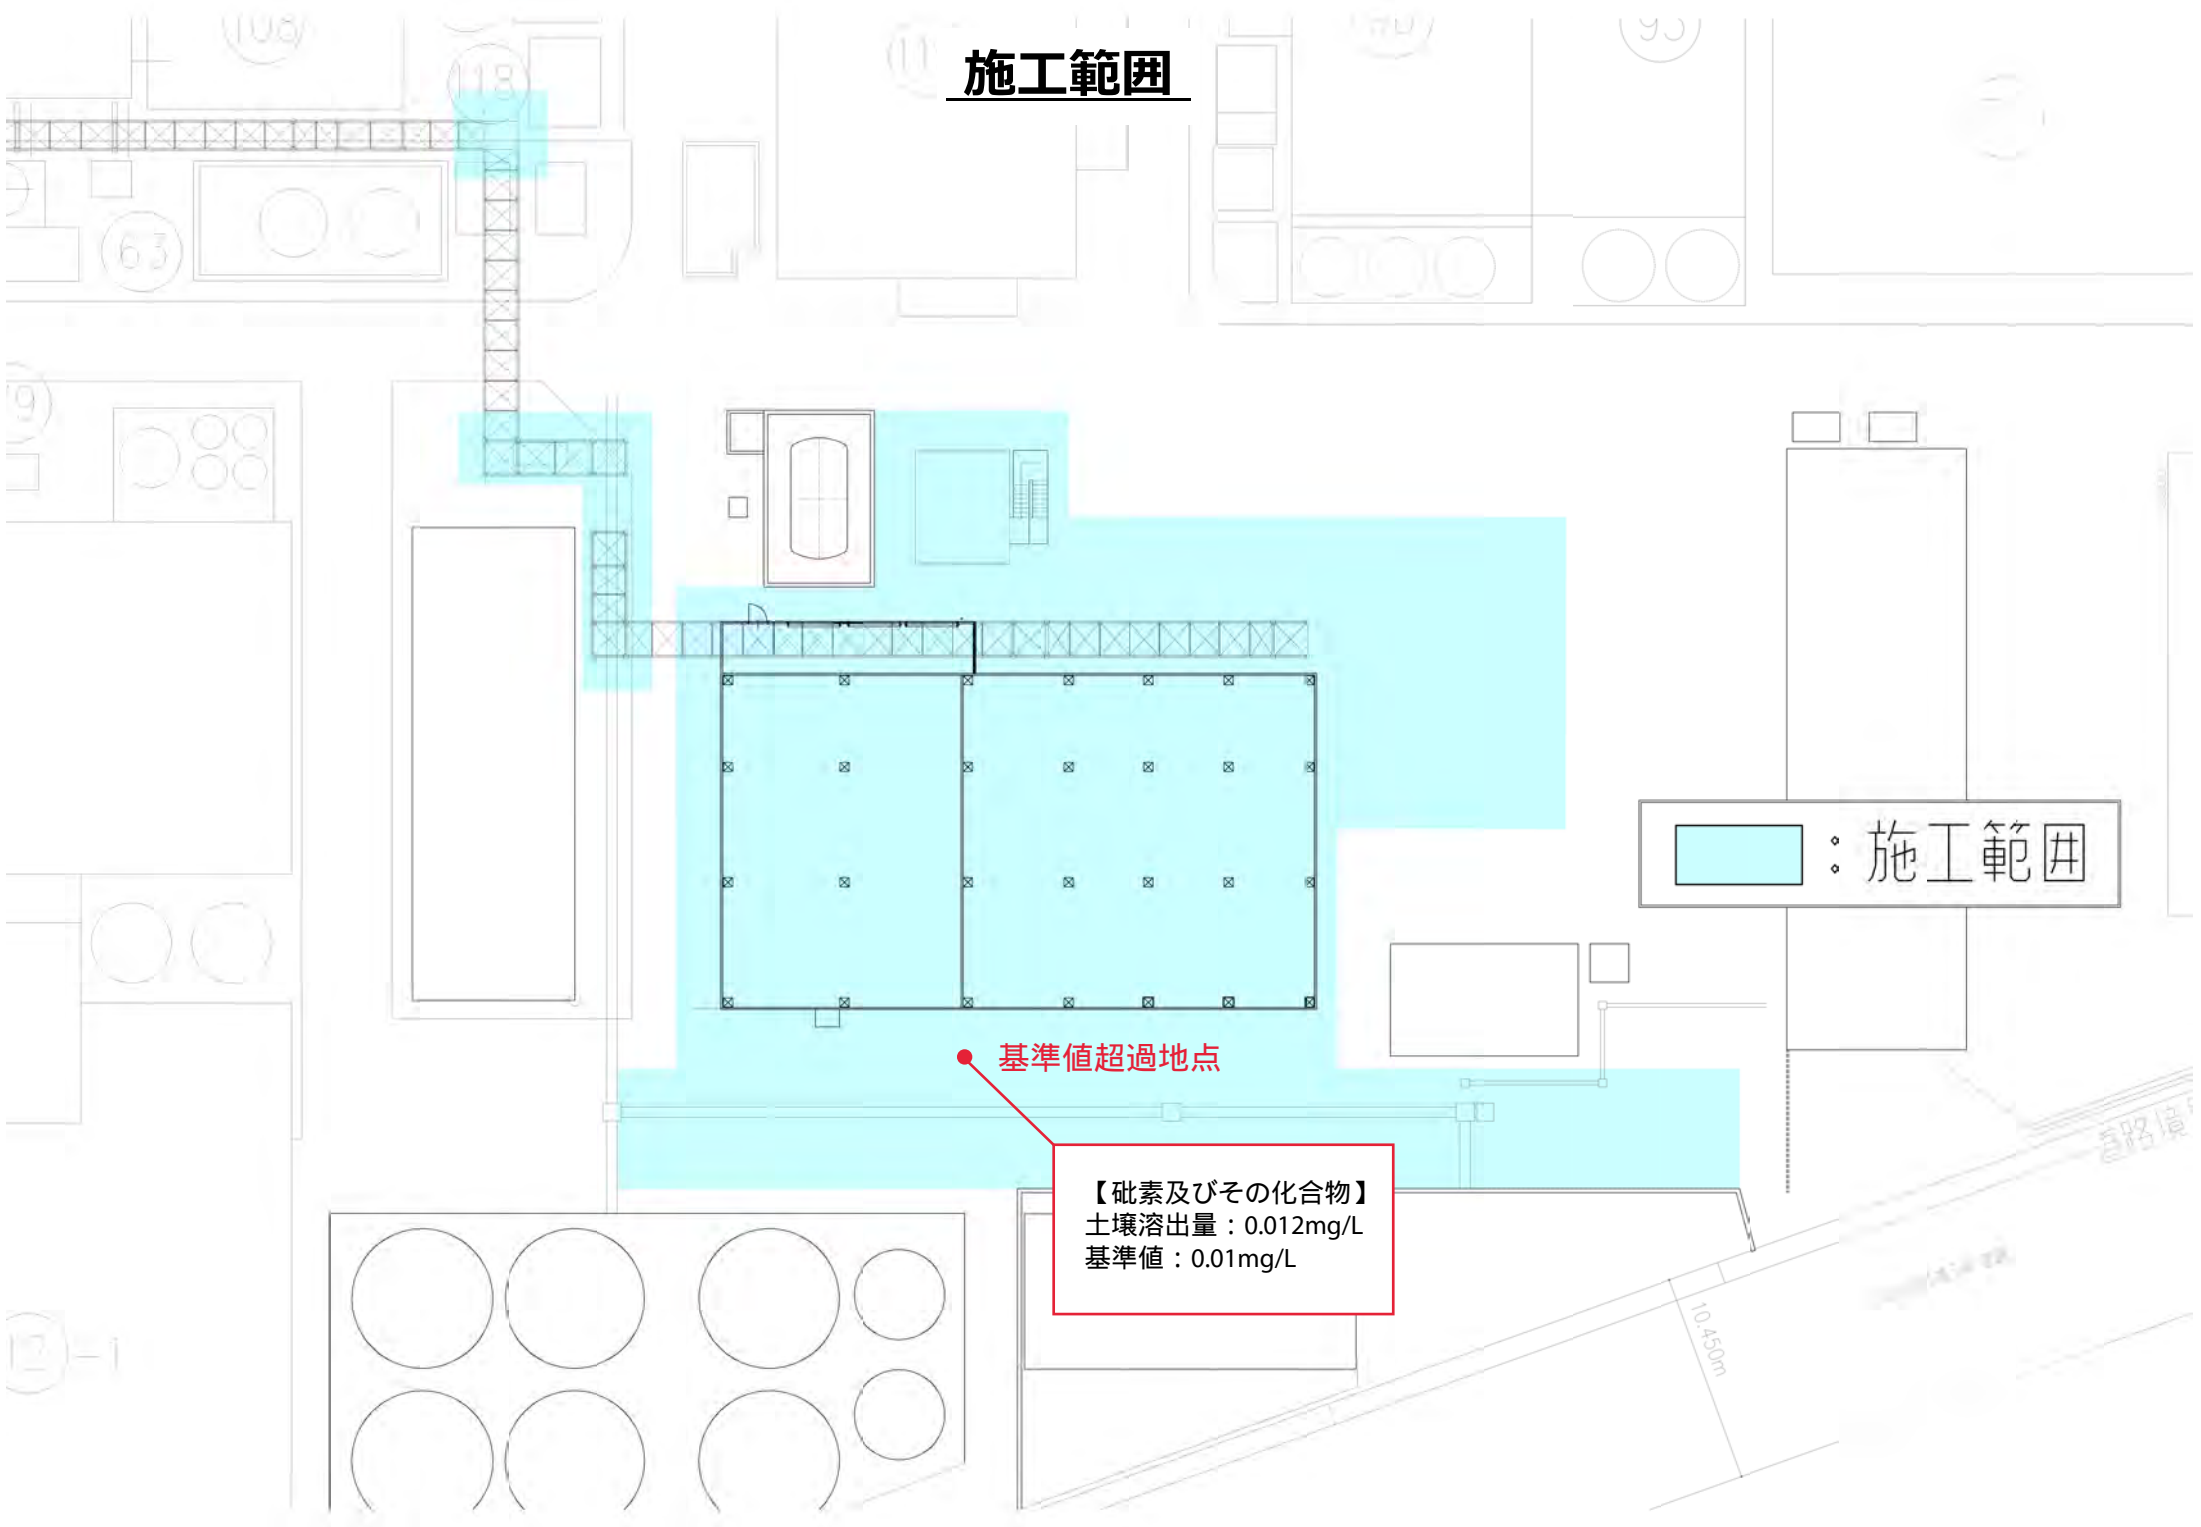 施工範囲
118
63
：施工範囲
基準値超過地点
【砒素及びその化合物】
土壌溶出量：0.012mg/L
基準値：0.01mg/L
10.450m